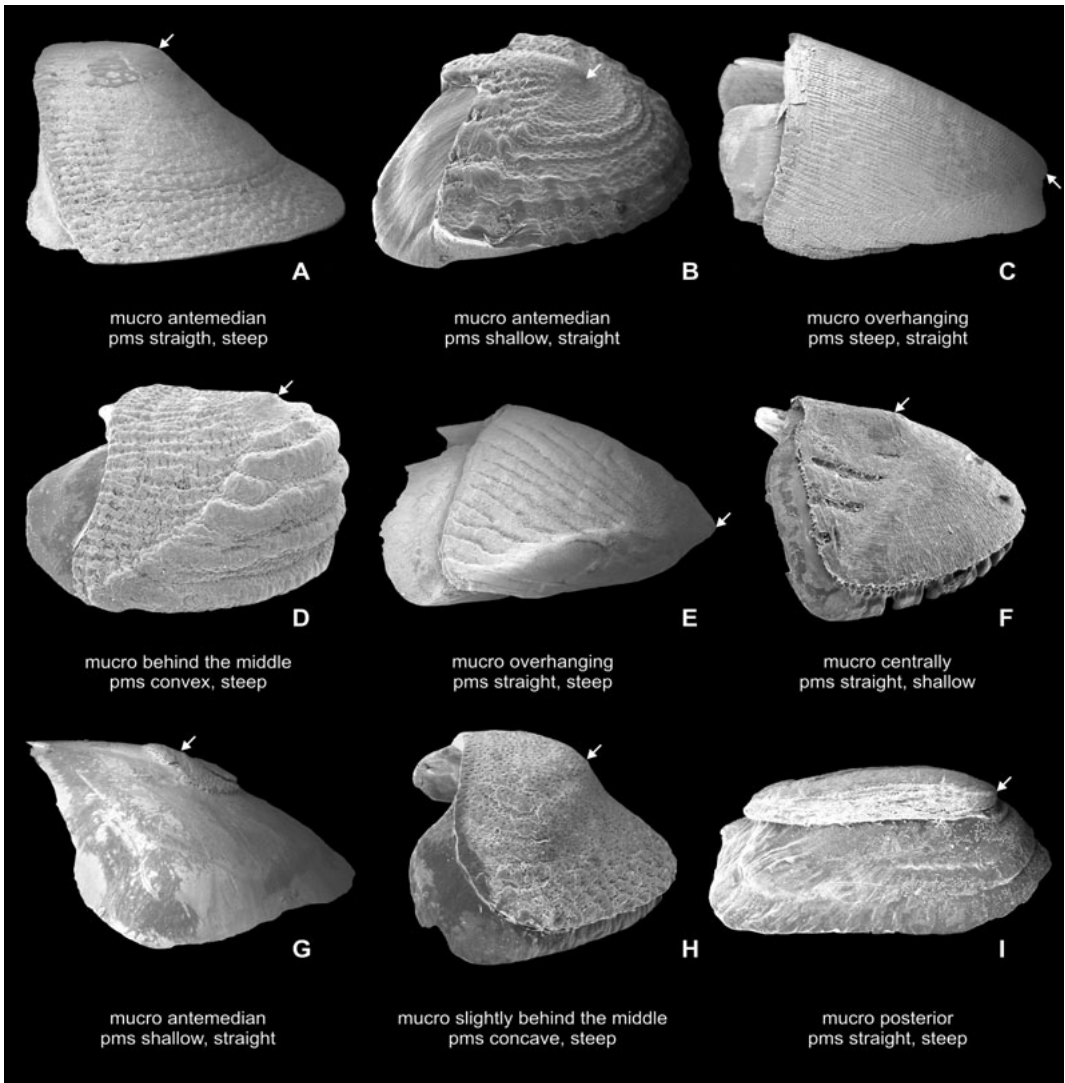 A
B
C
mucro antemedian
pms straigth, steep
mucro antemedian
pms shallow, straight
mucro overhanging
pms steep, straight
D
E
F
mucro behind the middle
pms convex, steep
mucro overhanging
pms straight, steep
mucro centrally
pms straight, shallow
G
H
I
mucro antemedian
pms shallow, straight
mucro slightly behind the middle
pms concave, steep
mucro posterior
pms straight, steep